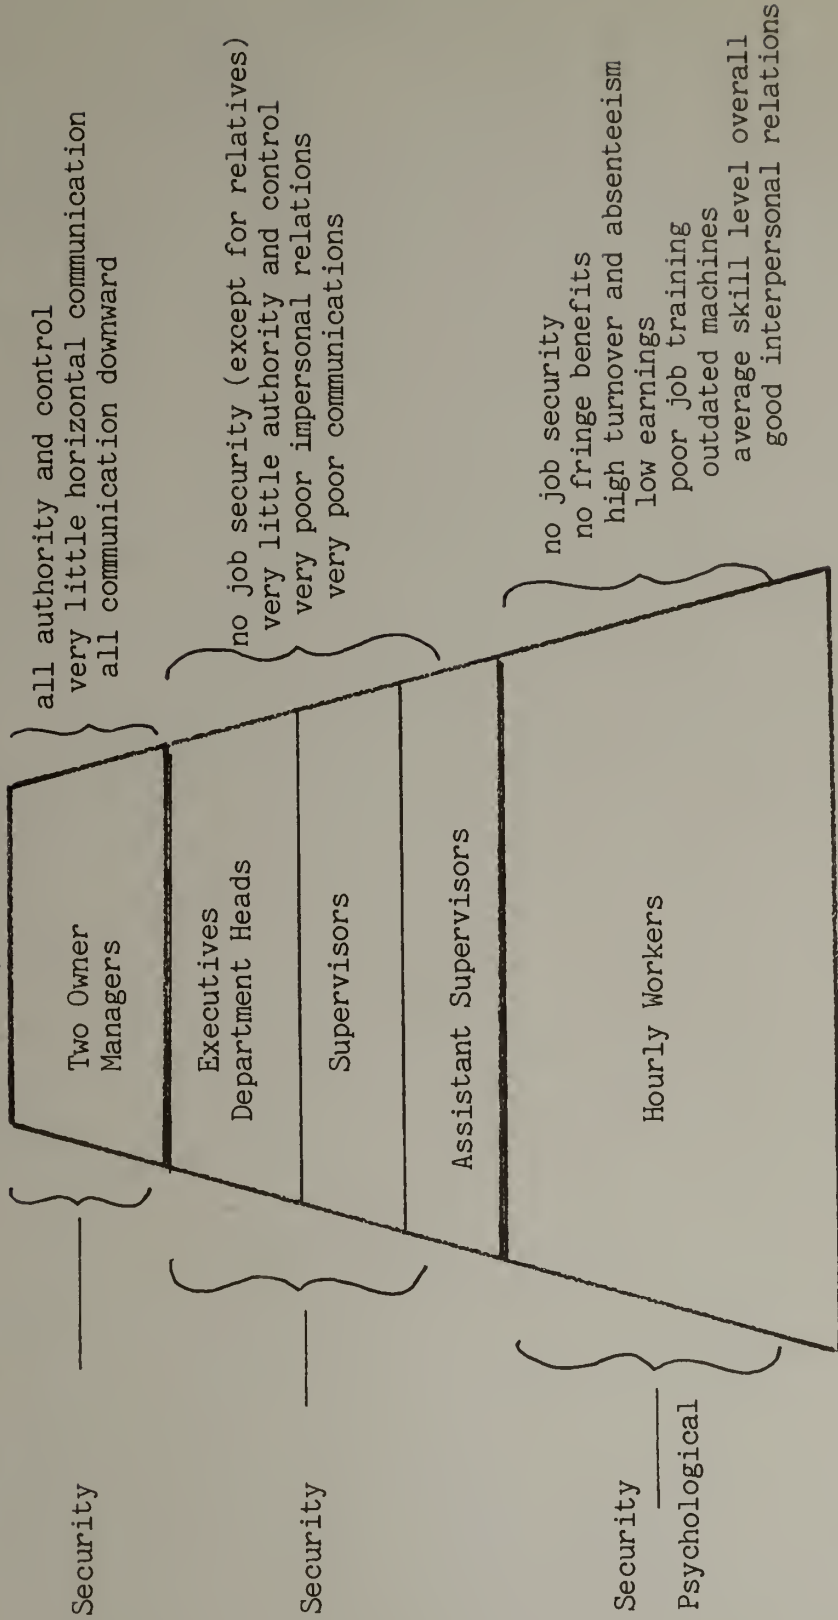 Security
Two Owner
Managers
all authority and control
very little horizontal communication
all communication downward
Security
Executives
Department Heads
Supervisors
Assistant Supervisors
no job security (except for relatives)
very little authority and control
very poor impersonal relations
very poor communications
Security
Psychological
Hourly Workers
no job security
no fringe benefits
high turnover and absenteeism
low earnings
poor job training
outdated machines
average skill level overall
good interpersonal relations